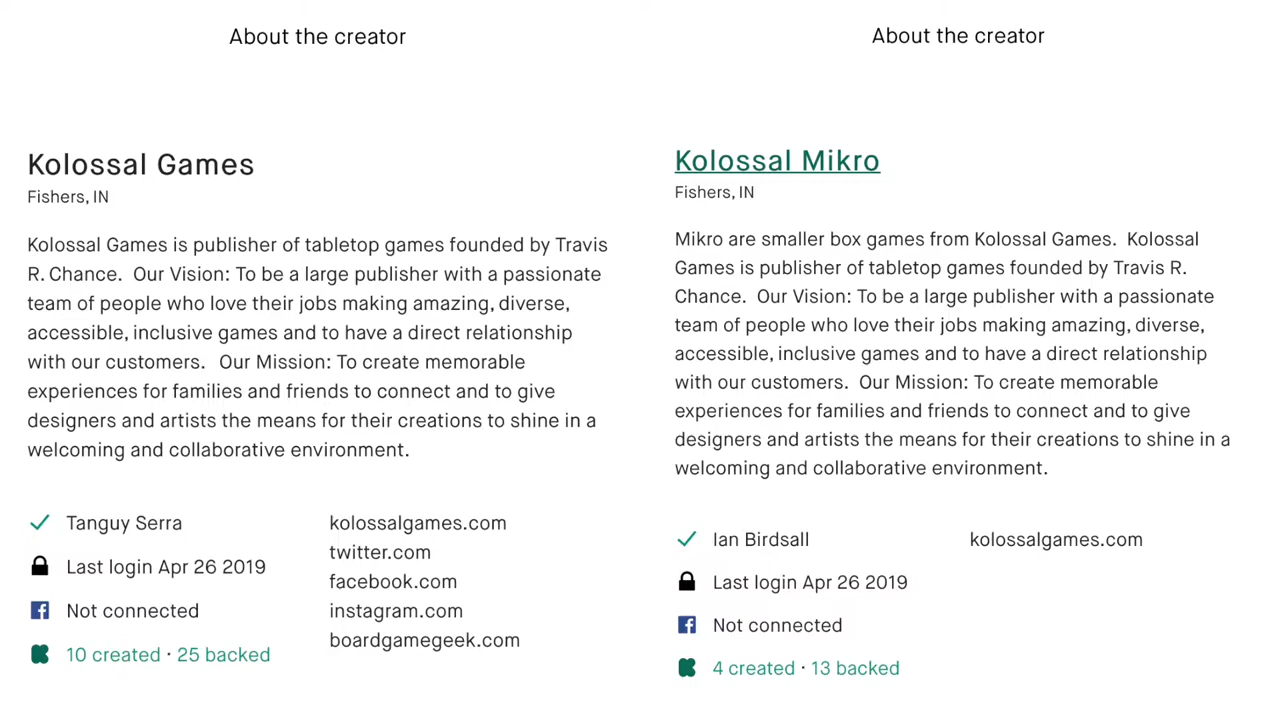 About the creator
Kolossal Games
Fishers, IN
Kolossal Games is publisher of tabletop games founded by Travis
R. Chance.  Our Vision: To be a large publisher with a passionate
team of people who love their jobs making amazing, diverse,
accessible, inclusive games and to have a direct relationship
with our customers.   Our Mission: To create memorable
experiences for families and friends to connect and to give
designers and artists the means for their creations to shine in a
welcoming and collaborative environment.
Tanguy Serra
Last login Apr 26 2019
Not connected
10 created · 25 backed
kolossalgames.com
twitter.com
facebook.com
instagram.com
boardgamegeek.com
About the creator
Kolossal Mikro
Fishers, IN
Mikro are smaller box games from Kolossal Games.  Kolossal
Games is publisher of tabletop games founded by Travis R.
Chance.  Our Vision: To be a large publisher with a passionate
team of people who love their jobs making amazing, diverse,
accessible, inclusive games and to have a direct relationship
with our customers.  Our Mission: To create memorable
experiences for families and friends to connect and to give
designers and artists the means for their creations to shine in a
welcoming and collaborative environment.
Ian Birdsall
Last login Apr 26 2019
Not connected
4 created · 13 backed
kolossalgames.com